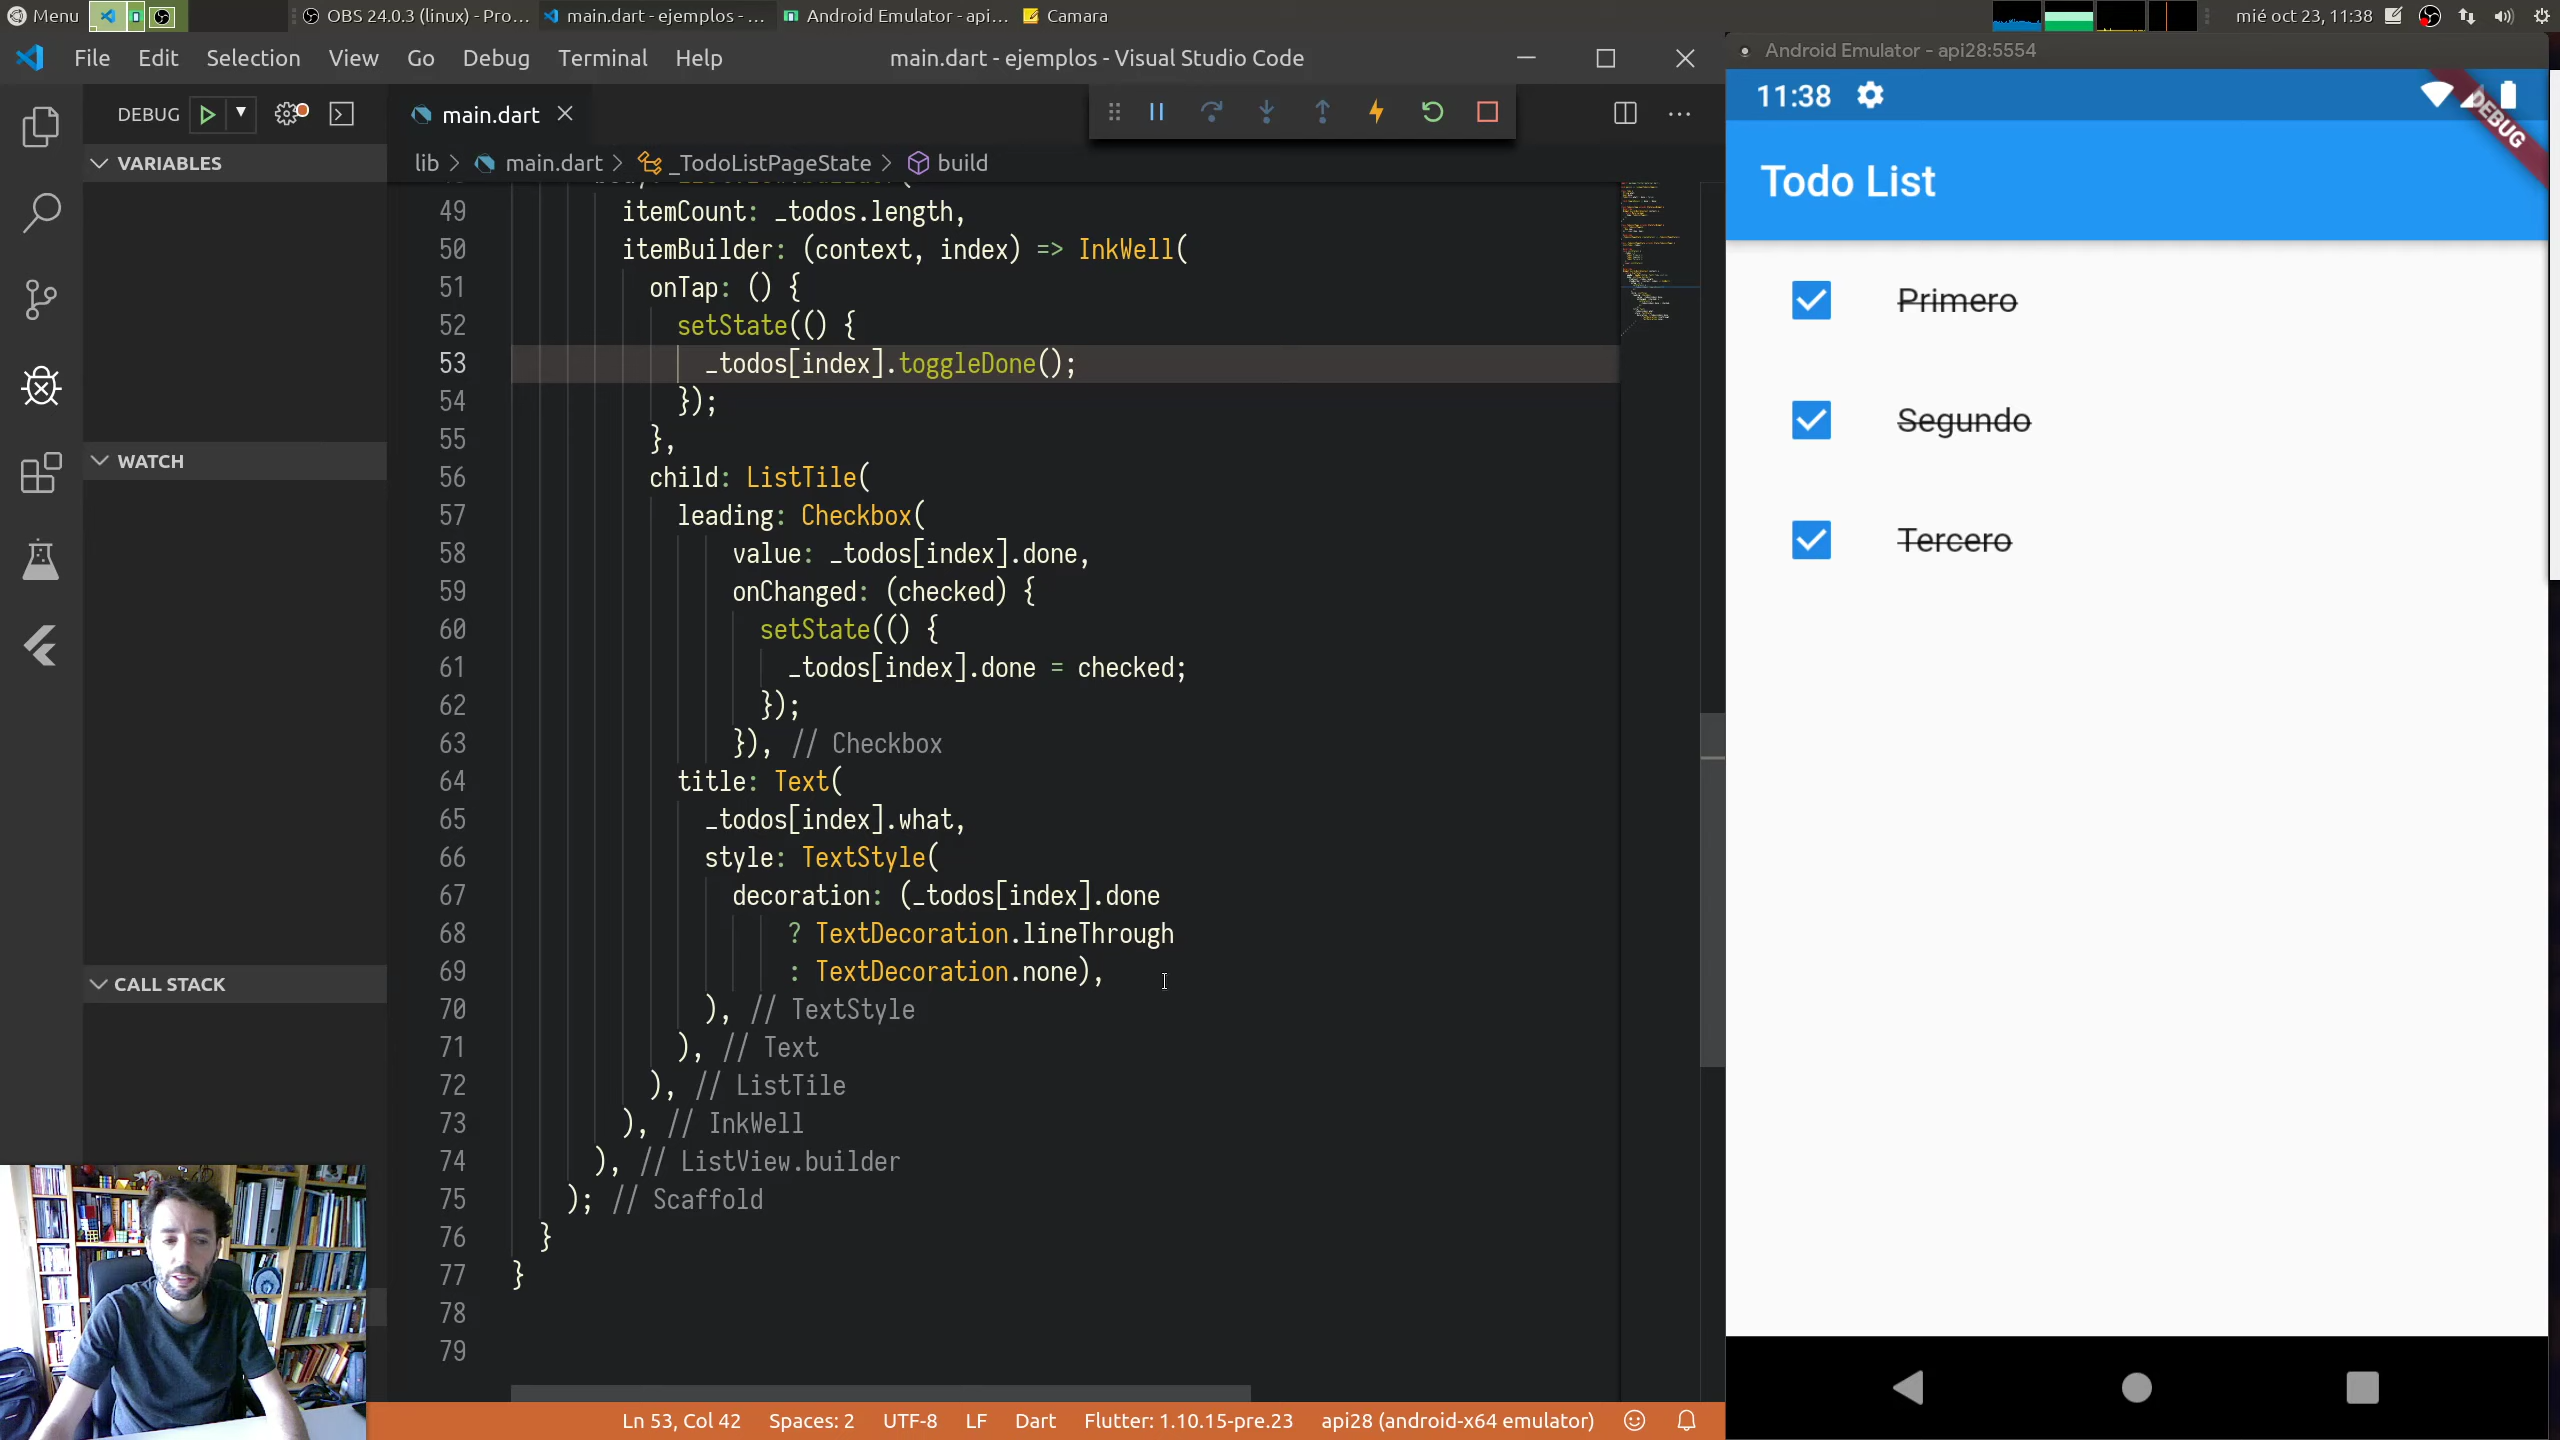 Menu
OBS 24.0.3 (linux) - Pro...
main.dart - ejemplos - ...
Android Emulator - api...
Camara
mié oct 23, 11:38
File Edit Selection View Go Debug Terminal Help
main.dart - ejemplos - Visual Studio Code
DEBUG
main.dart
lib > main.dart > _TodoListPageState > build
VARIABLES
WATCH
CALL STACK
49 itemCount: _todos.length,
50 itemBuilder: (context, index) => InkWell(
51 onTap: () {
52 setState(() {
53 _todos[index].toggleDone();
54 });
55 },
56 child: ListTile(
57 leading: Checkbox(
58 value: _todos[index].done,
59 onChanged: (checked) {
60 setState(() {
61 _todos[index].done = checked;
62 });
63 }), // Checkbox
64 title: Text(
65 _todos[index].what,
66 style: TextStyle(
67 decoration: (_todos[index].done
68 ? TextDecoration.lineThrough
69 : TextDecoration.none),
70 ), // TextStyle
71 ), // Text
72 ), // ListTile
73 ), // InkWell
74 ), // ListView.builder
75 ); // Scaffold
76 }
77 }
78
79
Ln 53, Col 42 Spaces: 2 UTF-8 LF Dart Flutter: 1.10.15-pre.23 api28 (android-x64 emulator)
Android Emulator - api28:5554
11:38
DEBUG
Todo List
Primero
Segundo
Tercero